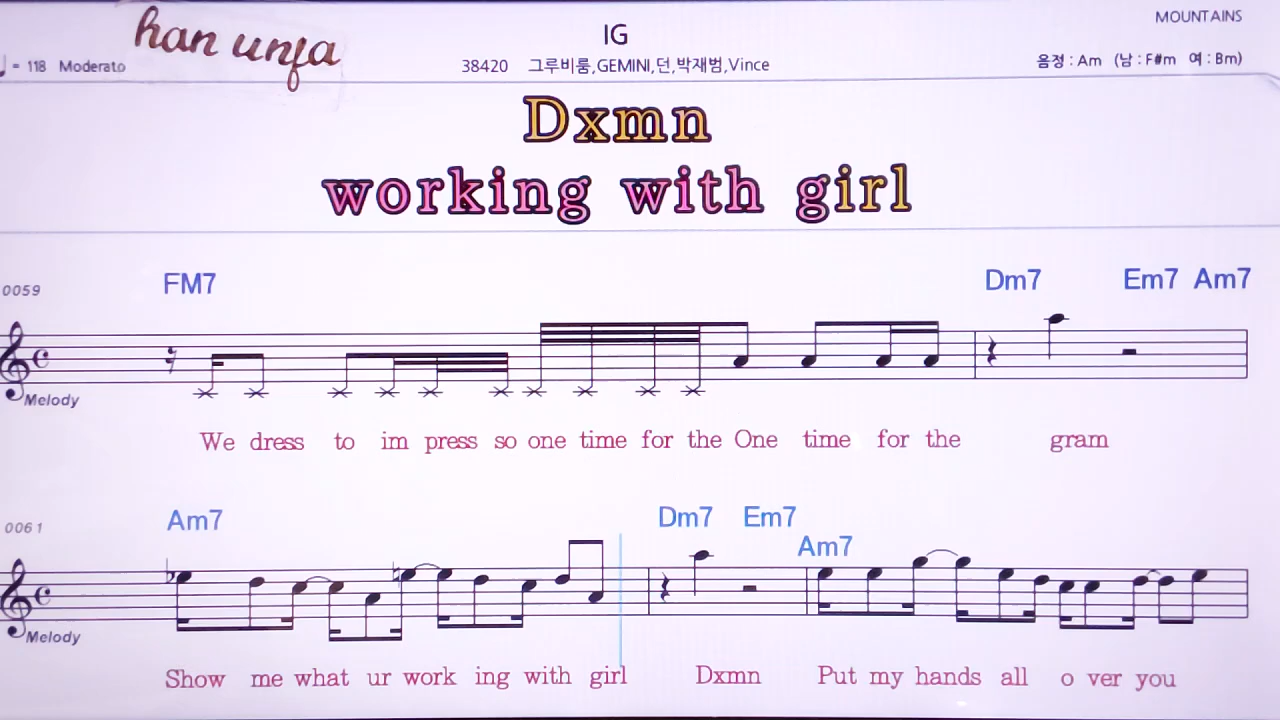 han unfa
IG
MOUNTAINS
= 118 Moderato
38420 그루비룸,GEMINI,던,박재범,Vince
음정 : Am (남 : F#m 여 : Bm)
Dxmn
working with girl
0059
FM7 Dm7 Em7 Am7
Melody
We dress to im press so one time for the One time for the gram
0061
Am7 Dm7 Em7 Am7
Melody
Show me what ur work ing with girl Dxmn Put my hands all o ver you